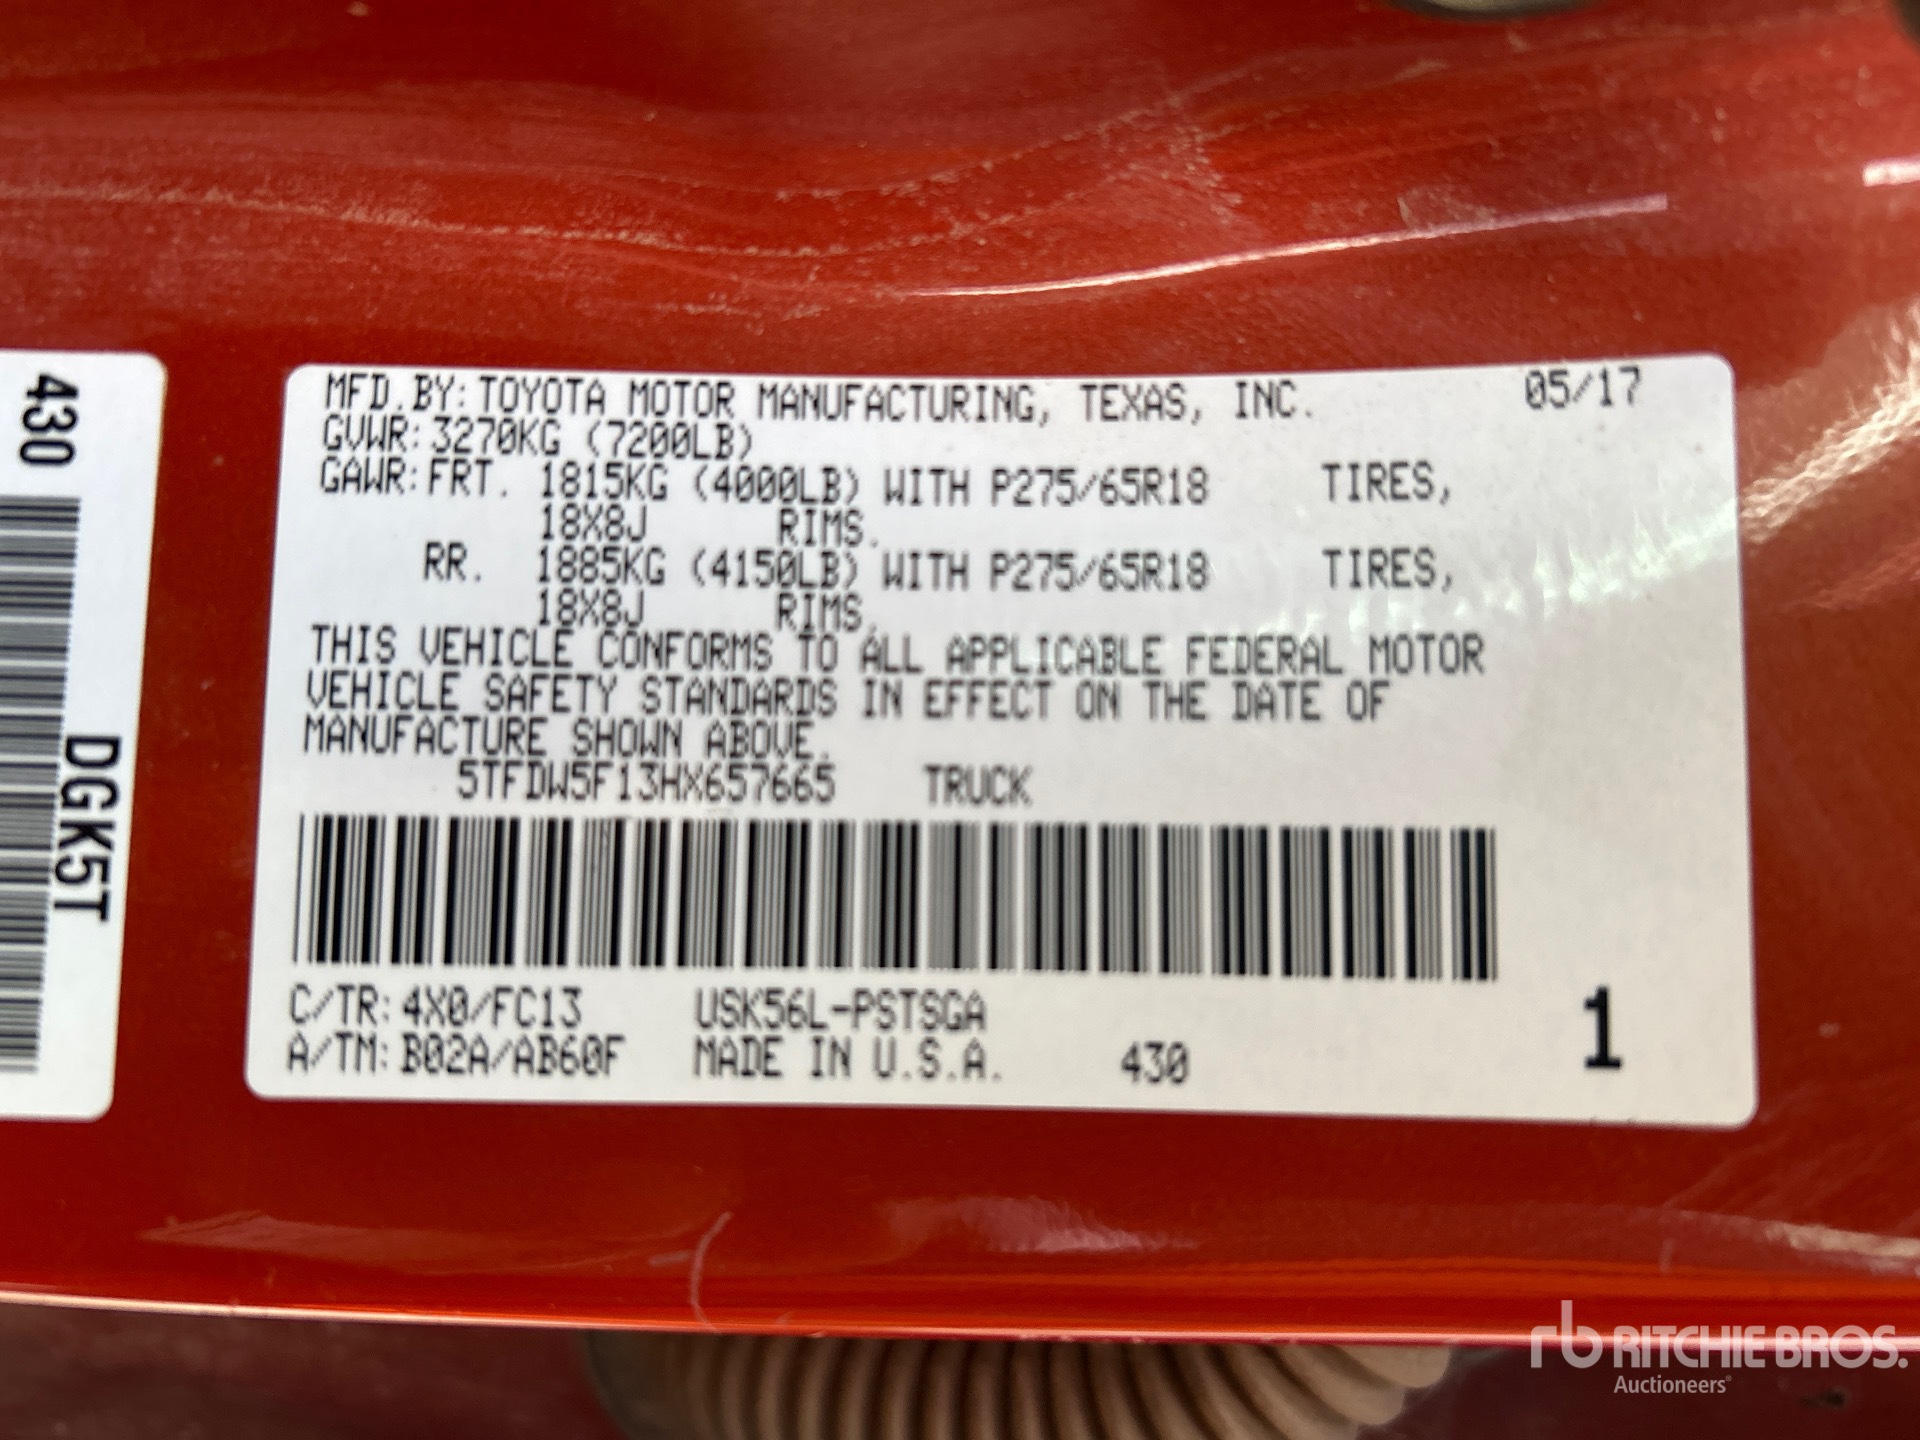 430
DGK5T
MFD.BY: TOYOTA MOTOR MANUFACTURING, TEXAS, INC. 05/17
GVWR: 3270KG (7200LB)
GAWR: FRT. 1815KG (4000LB) WITH P275/65R18 TIRES,
18X8J RIMS.
RR. 1885KG (4150LB) WITH P275/65R18 TIRES,
18X8J RIMS.
THIS VEHICLE CONFORMS TO ALL APPLICABLE FEDERAL MOTOR
VEHICLE SAFETY STANDARDS IN EFFECT ON THE DATE OF
MANUFACTURE SHOWN ABOVE.
5TFDW5F13HX657665 TRUCK
C/TR: 4X0/FC13 USK56L-PSTSGA
A/TM: B02A/AB60F MADE IN U.S.A. 430 1
rb RITCHIE BROS.
Auctioneers